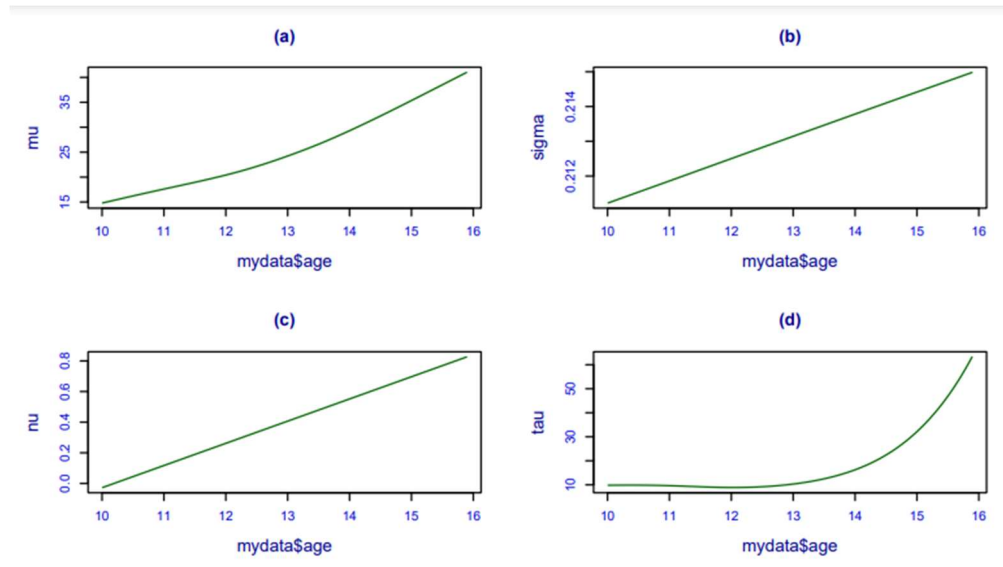 (a)
mu
15 25 35
10 11 12 13 14 15 16
mydata$age
(b)
sigma
0.212 0.214
10 11 12 13 14 15 16
mydata$age
(c)
nu
0.0 0.2 0.4 0.6 0.8
10 11 12 13 14 15 16
mydata$age
(d)
tau
10 30 50
10 11 12 13 14 15 16
mydata$age